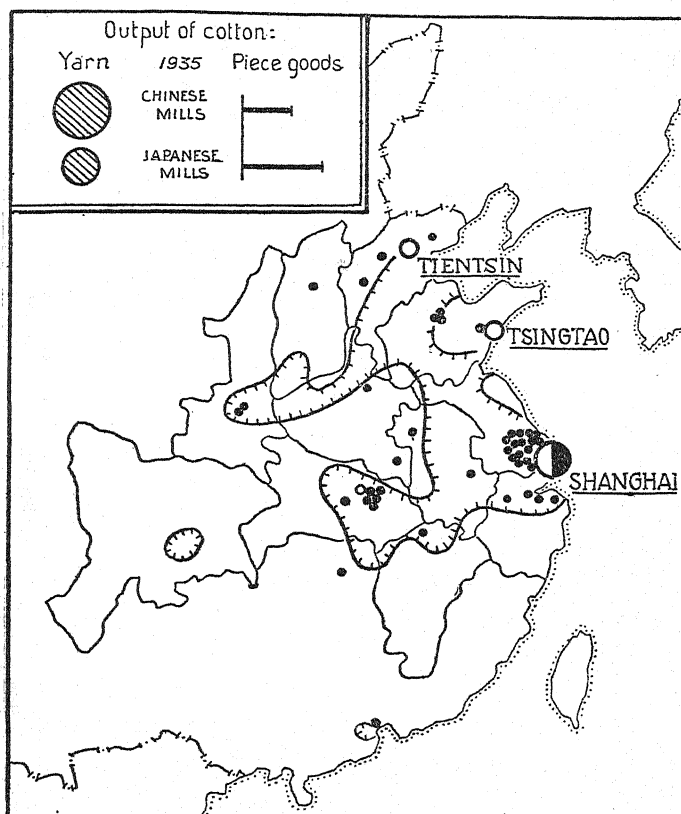 Output of cotton:
Yarn 1935 Piece goods
CHINESE
MILLS
JAPANESE
MILLS
TIENTSIN
TSINGTAO
SHANGHAI